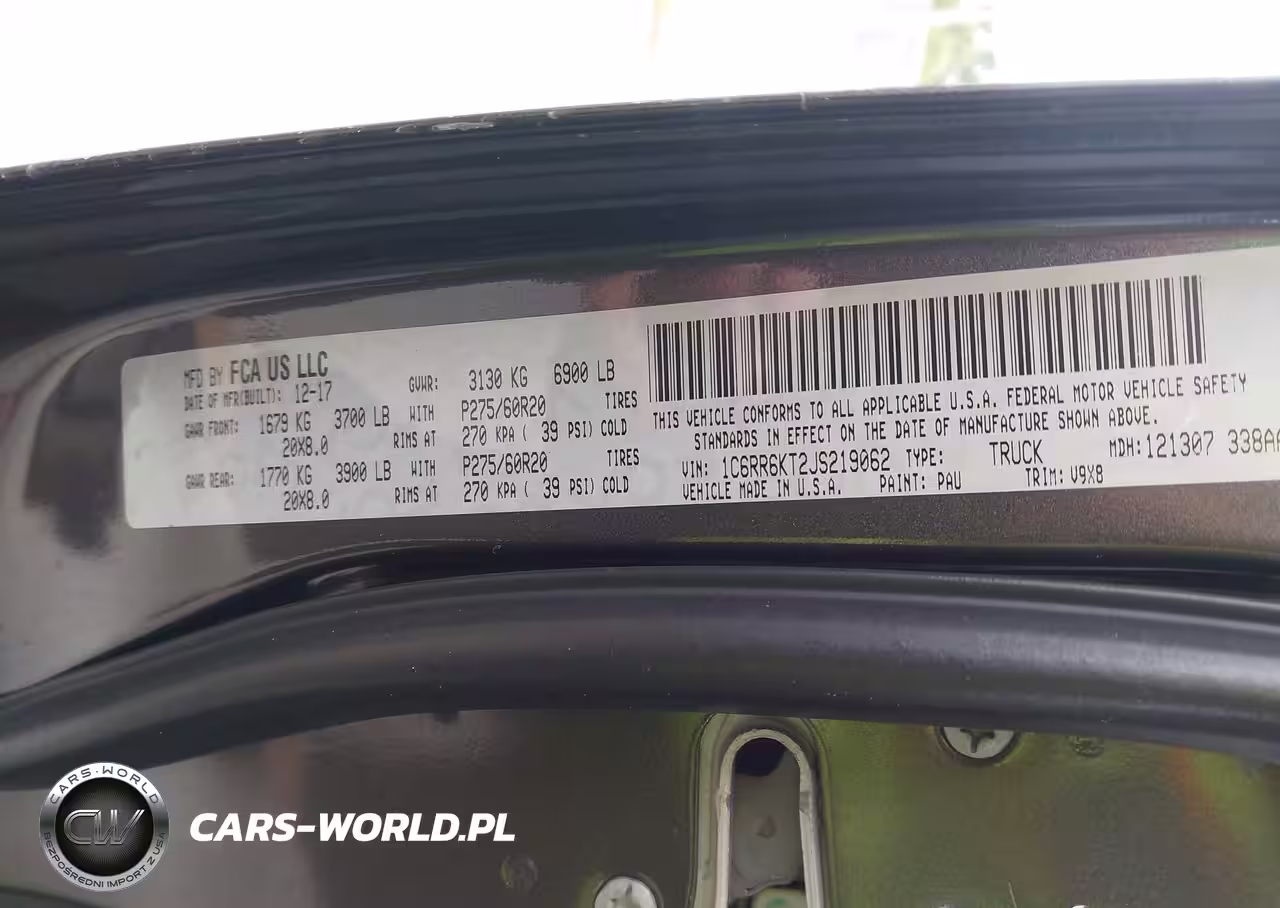 MFD BY FCA US LLC
DATE OF MFR(BUILT): 12-17
GVWR: 3130 KG 6900 LB
GAWR FRONT: 1679 KG 3700 LB WITH P275/60R20 TIRES
20X8.0 RIMS AT 270 KPA ( 39 PSI) COLD
GAWR REAR: 1770 KG 3900 LB WITH P275/60R20 TIRES
20X8.0 RIMS AT 270 KPA ( 39 PSI) COLD
THIS VEHICLE CONFORMS TO ALL APPLICABLE U.S.A. FEDERAL MOTOR VEHICLE SAFETY
STANDARDS IN EFFECT ON THE DATE OF MANUFACTURE SHOWN ABOVE.
VIN: 1C6RR6KT2JS219062 TYPE: TRUCK MDH: 121307 338AA
VEHICLE MADE IN U.S.A. PAINT: PAU TRIM: V9X8
CARS-WORLD
CW
BEZPOŚREDNI IMPORT Z USA
CARS-WORLD.PL